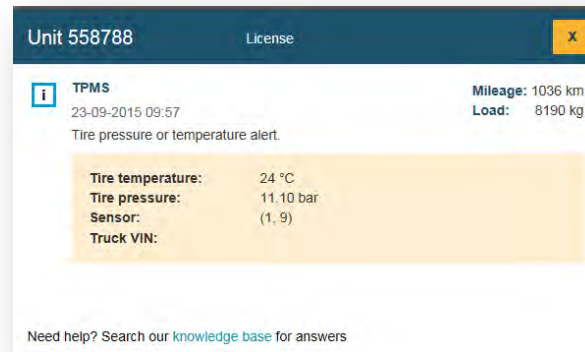 Unit 558788 License X
i TPMS Mileage: 1036 km
23-09-2015 09:57 Load: 8190 kg
Tire pressure or temperature alert.
Tire temperature: 24 °C
Tire pressure: 11.10 bar
Sensor: (1, 9)
Truck VIN:
Need help? Search our knowledge base for answers